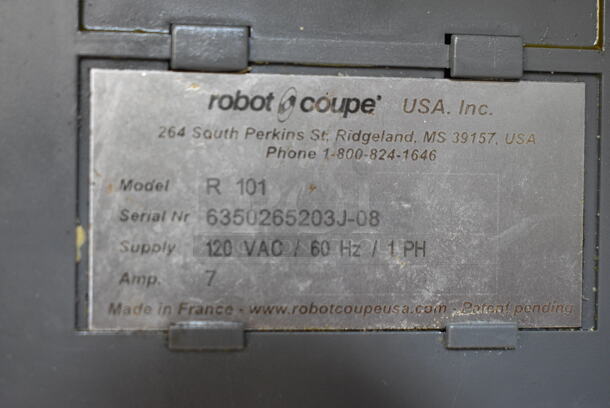 robot coupe® USA. Inc.
264 South Perkins St. Ridgeland, MS 39157, USA
Phone 1-800-824-1646
Model R 101
Serial Nr 6350265203J-08
Supply 120 VAC / 60 Hz / 1 PH
Amp. 7
Made in France - www.robotcoupeusa.com - Patent pending